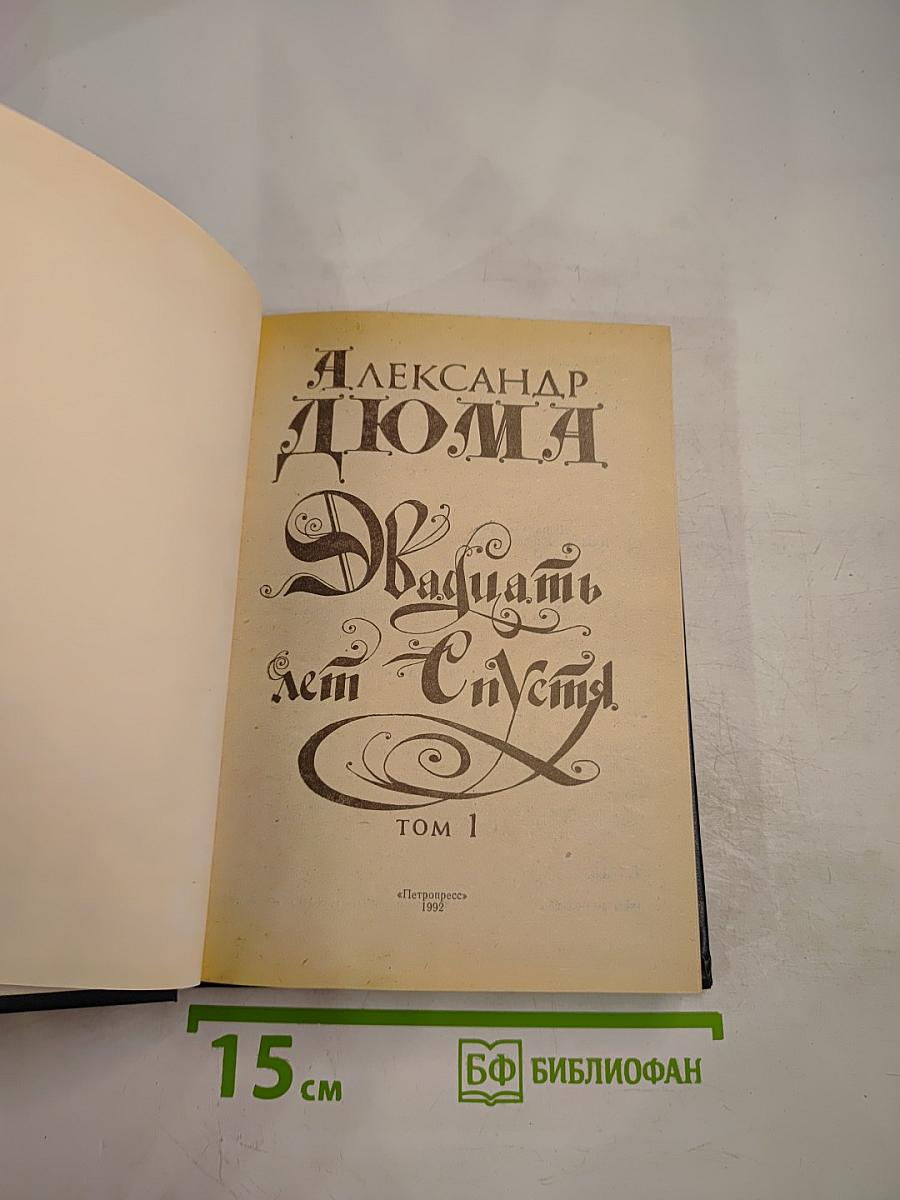 Александр
ДЮМА
Двадцать
лет Спустя
ТОМ 1
«Петропресс»
1992
15 см
БФ БИБЛИОФАН